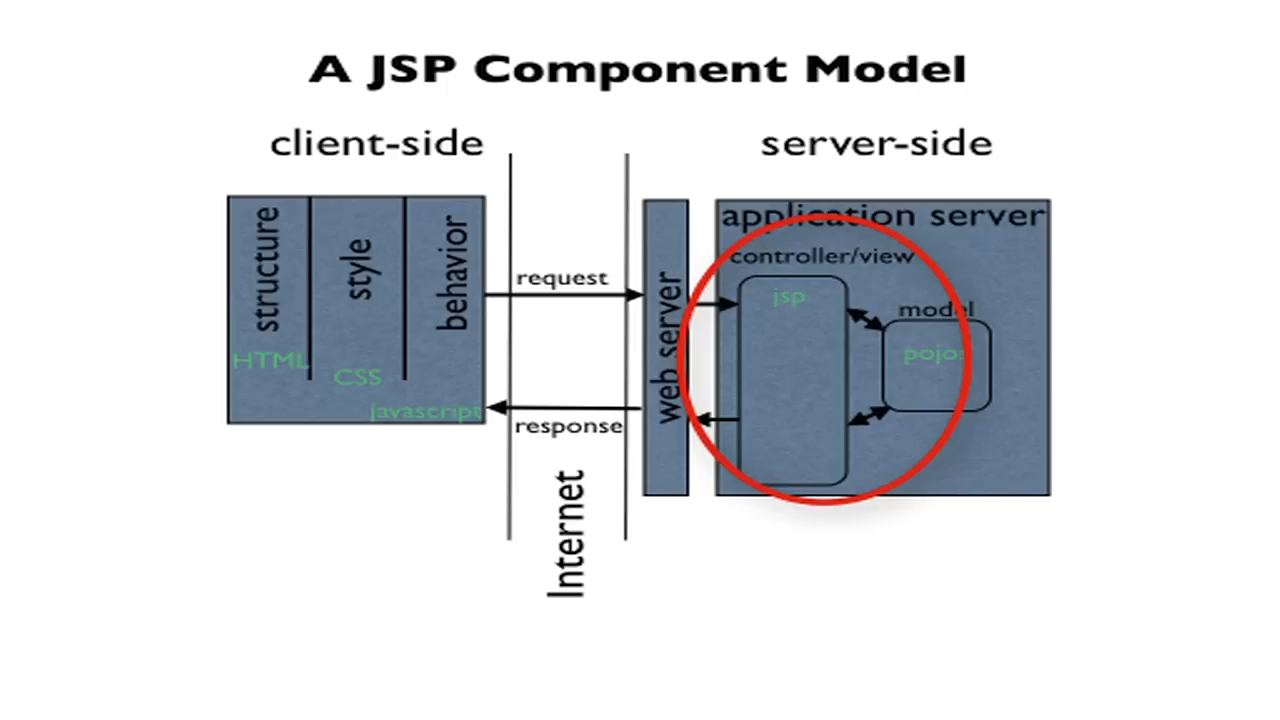 A JSP Component Model
client-side
server-side
structure
style
behavior
HTML
CSS
javascript
request
response
Internet
web server
application server
controller/view
jsp
model
pojos